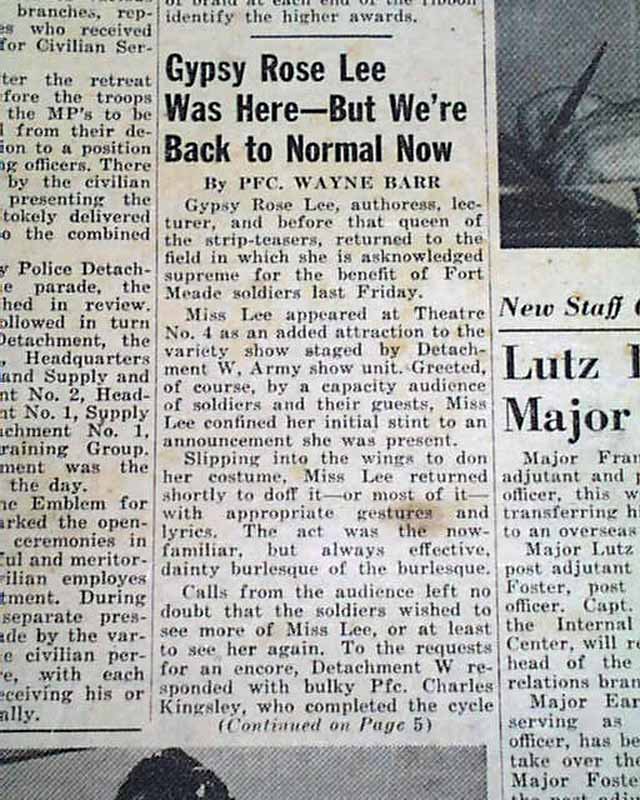 branches, rep-
es who received
for Civilian Ser-
ter the retreat
fore the troops
the MP's to be
l from their de-
ion to a position
ng officers. There
by the civilian
presenting the
tokely delivered
o the combined
y Police Detach-
e parade, the
hed in review.
ollowed in turn
Detachment, the
, Headquarters
and Supply and
nt No. 2, Head-
nt No. 1, Supply
achment No. 1,
raining Group.
ment was the
the day.
he Emblem for
arked the open-
ceremonies in
ful and meritor-
vilian employes
tment. During
separate pres-
ade by the var-
e civilian per-
re, with each
eceiving his or
ally.
of braid at each end of the ribbon
identify the higher awards.
Gypsy Rose Lee
Was Here—But We're
Back to Normal Now
By PFC. WAYNE BARR
Gypsy Rose Lee, authoress, lec-
turer, and before that queen of
the strip-teasers, returned to the
field in which she is asknowledged
supreme for the benefit of Fort
Meade soldiers last Friday.
Miss Lee appeared at Theatre
No. 4 as an added attraction to the
variety show staged by Detach-
ment W, Army show unit. Greeted,
of course, by a capacity audience
of soldiers and their guests, Miss
Lee confined her initial stint to an
announcement she was present.
Slipping into the wings to don
her costume, Miss Lee returned
shortly to doff it—or most of it—
with appropriate gestures and
lyrics. The act was the now-
familiar, but always effective,
dainty burlesque of the burlesque.
Calls from the audience left no
doubt that the soldiers wished to
see more of Miss Lee, or at least
to see her again. To the requests
for an encore, Detachment W re-
sponded with bulky Pfc. Charles
Kingsley, who completed the cycle
(Continued on Page 5)
New Staff
Lutz
Major
Major Fran
adjutant and p
officer, this w
transferring hi
to an overseas
Major Lutz
post adjutant
Foster, post
officer. Capt.
the Internal
Center, will re
head of the
relations bran
Major Ear
serving as
officer, has be
take over the
Major Foste